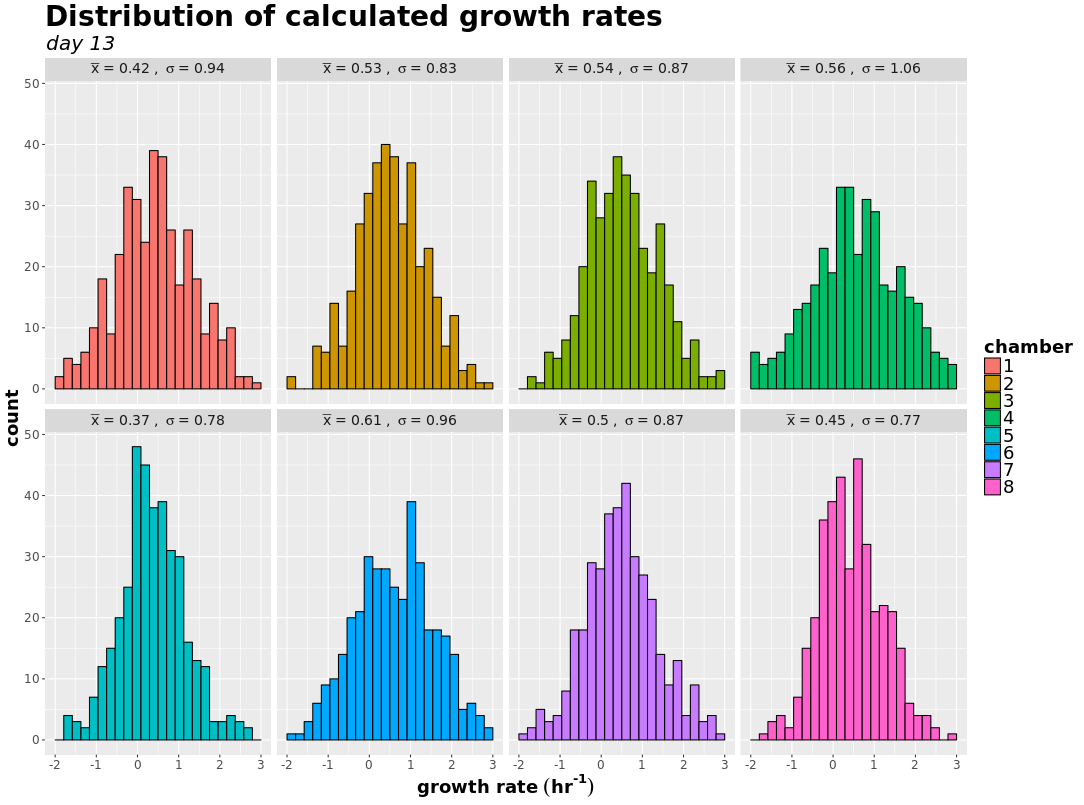 Distribution of calculated growth rates
day 13
x̅ = 0.42 , σ = 0.94
x̅ = 0.53 , σ = 0.83
x̅ = 0.54 , σ = 0.87
x̅ = 0.56 , σ = 1.06
50
40
30
20
10
0
x̅ = 0.37 , σ = 0.78
x̅ = 0.61 , σ = 0.96
x̅ = 0.5 , σ = 0.87
x̅ = 0.45 , σ = 0.77
50
40
30
20
10
0
-2 -1 0 1 2 3
-2 -1 0 1 2 3
-2 -1 0 1 2 3
-2 -1 0 1 2 3
count
growth rate (hr⁻¹)
chamber
1
2
3
4
5
6
7
8